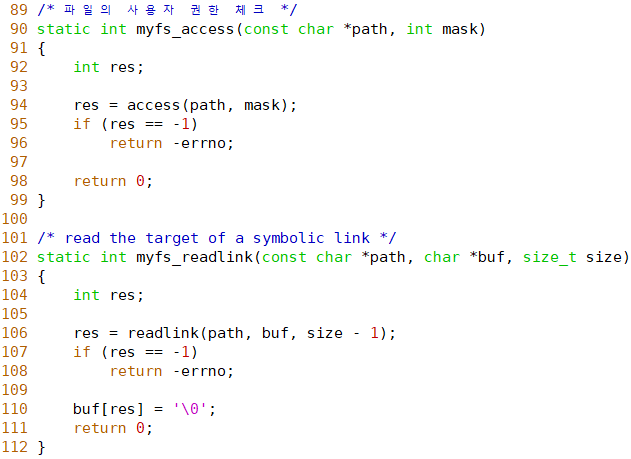 89 /* 파일의 사용자 권한 체크 */
90 static int myfs_access(const char *path, int mask)
91 {
92     int res;
93
94     res = access(path, mask);
95     if (res == -1)
96         return -errno;
97
98     return 0;
99 }
100
101 /* read the target of a symbolic link */
102 static int myfs_readlink(const char *path, char *buf, size_t size)
103 {
104     int res;
105
106     res = readlink(path, buf, size - 1);
107     if (res == -1)
108         return -errno;
109
110     buf[res] = '\0';
111     return 0;
112 }